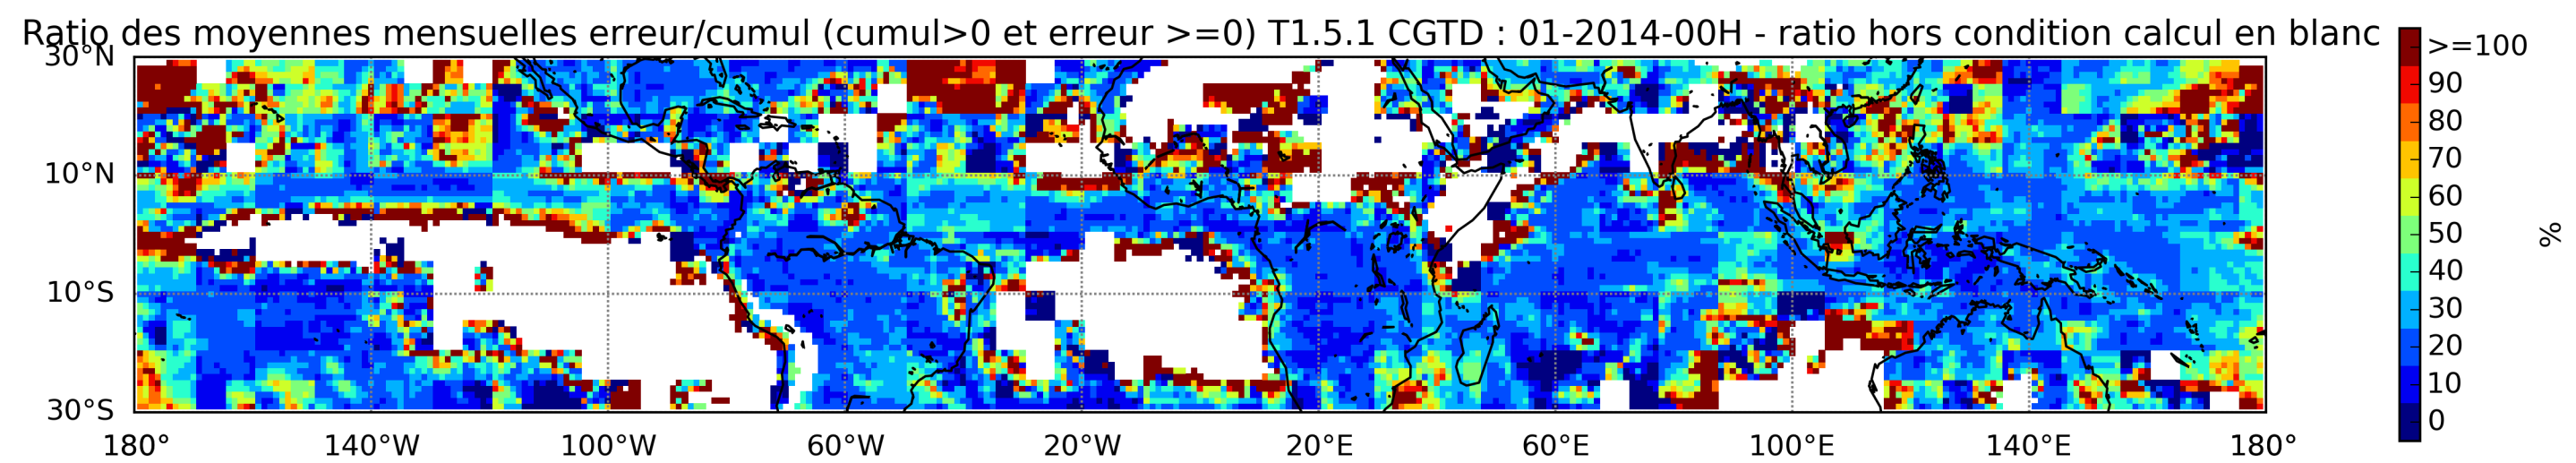 Ratio des moyennes mensuelles erreur/cumul (cumul>0 et erreur >=0) T1.5.1 CGTD : 01-2014-00H - ratio hors condition calcul en blanc
30°N
10°N
10°S
30°S
180°
140°W
100°W
60°W
20°W
20°E
60°E
100°E
140°E
180°
>=100
90
80
70
60
50
40
30
20
10
0
%